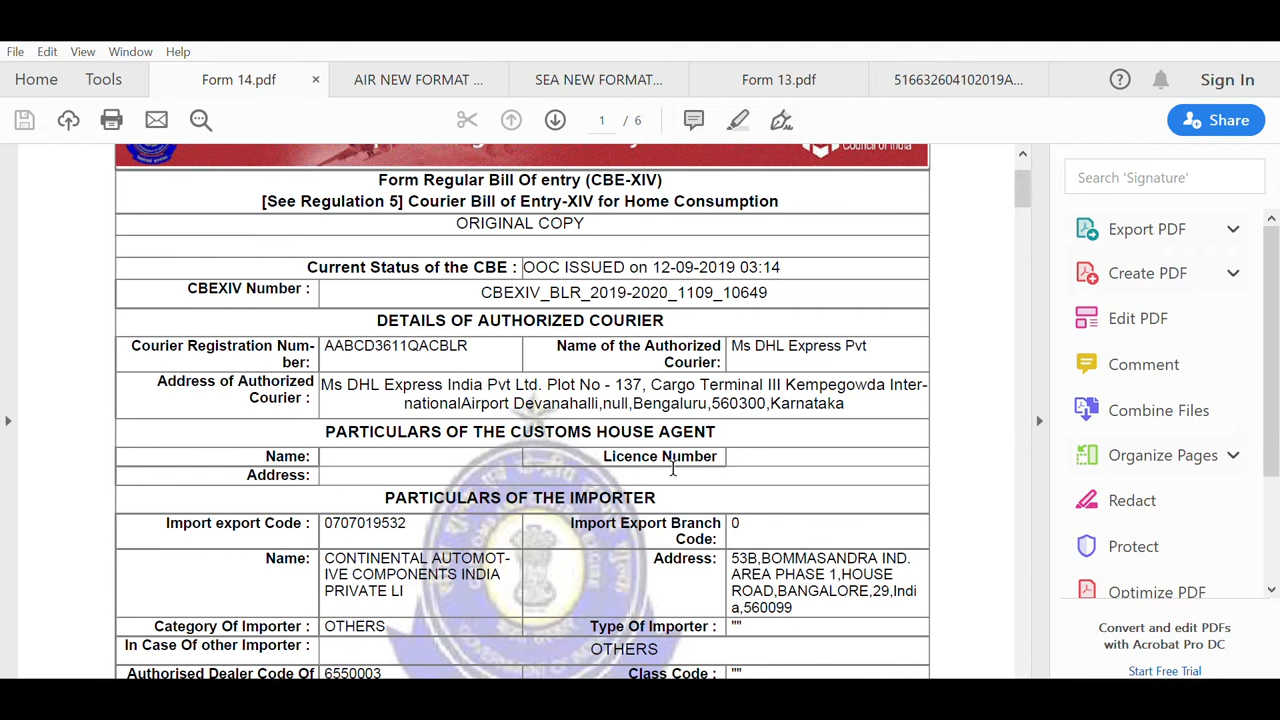 File Edit View Window Help
Home Tools Form 14.pdf × AIR NEW FORMAT ... SEA NEW FORMAT... Form 13.pdf 516632604102019A... Sign In
1 / 6 Share
Council of India
Form Regular Bill Of entry (CBE-XIV)
[See Regulation 5] Courier Bill of Entry-XIV for Home Consumption
ORIGINAL COPY
Current Status of the CBE : OOC ISSUED on 12-09-2019 03:14
CBEXIV Number : CBEXIV_BLR_2019-2020_1109_10649
DETAILS OF AUTHORIZED COURIER
Courier Registration Num-
ber: AABCD3611QACBLR Name of the Authorized
Courier: Ms DHL Express Pvt
Address of Authorized
Courier : Ms DHL Express India Pvt Ltd. Plot No - 137, Cargo Terminal III Kempegowda Inter-
nationalAirport Devanahalli,null,Bengaluru,560300,Karnataka
PARTICULARS OF THE CUSTOMS HOUSE AGENT
Name: Licence Number
Address:
PARTICULARS OF THE IMPORTER
Import export Code : 0707019532 Import Export Branch
Code: 0
Name: CONTINENTAL AUTOMOT-
IVE COMPONENTS INDIA
PRIVATE LI
Address: 53B,BOMMASANDRA IND.
AREA PHASE 1,HOUSE
ROAD,BANGALORE,29,Indi
a,560099
Category Of Importer : OTHERS Type Of Importer : ""
In Case Of other Importer : OTHERS
Authorised Dealer Code Of 6550003 Class Code : ""
Search 'Signature'
Export PDF
Create PDF
Edit PDF
Comment
Combine Files
Organize Pages
Redact
Protect
Optimize PDF
Convert and edit PDFs
with Acrobat Pro DC
Start Free Trial